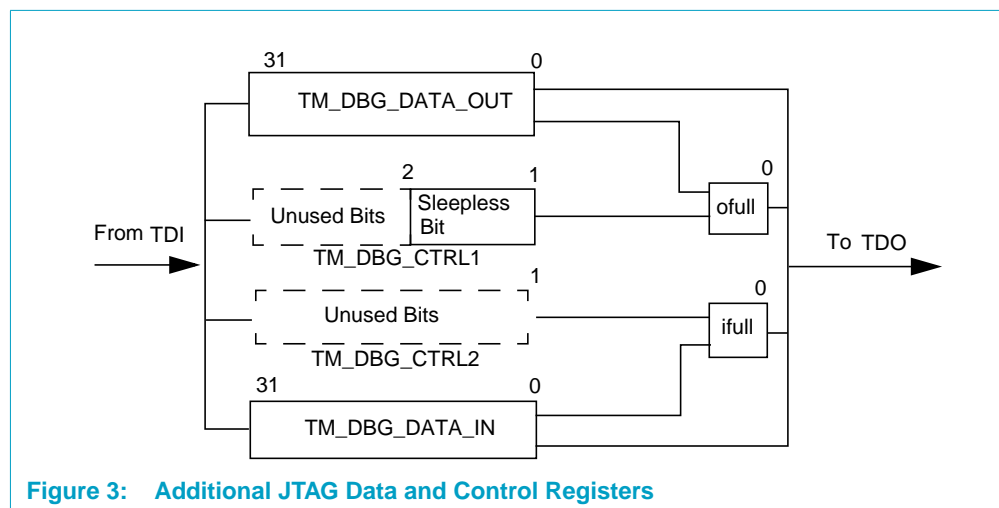 31 0
TM_DBG_DATA_OUT
2 1 0
Unused Bits
Sleepless
Bit
ofull
From TDI
TM_DBG_CTRL1
To TDO
1 0
Unused Bits
ifull
TM_DBG_CTRL2
31 0
TM_DBG_DATA_IN
Figure 3: Additional JTAG Data and Control Registers